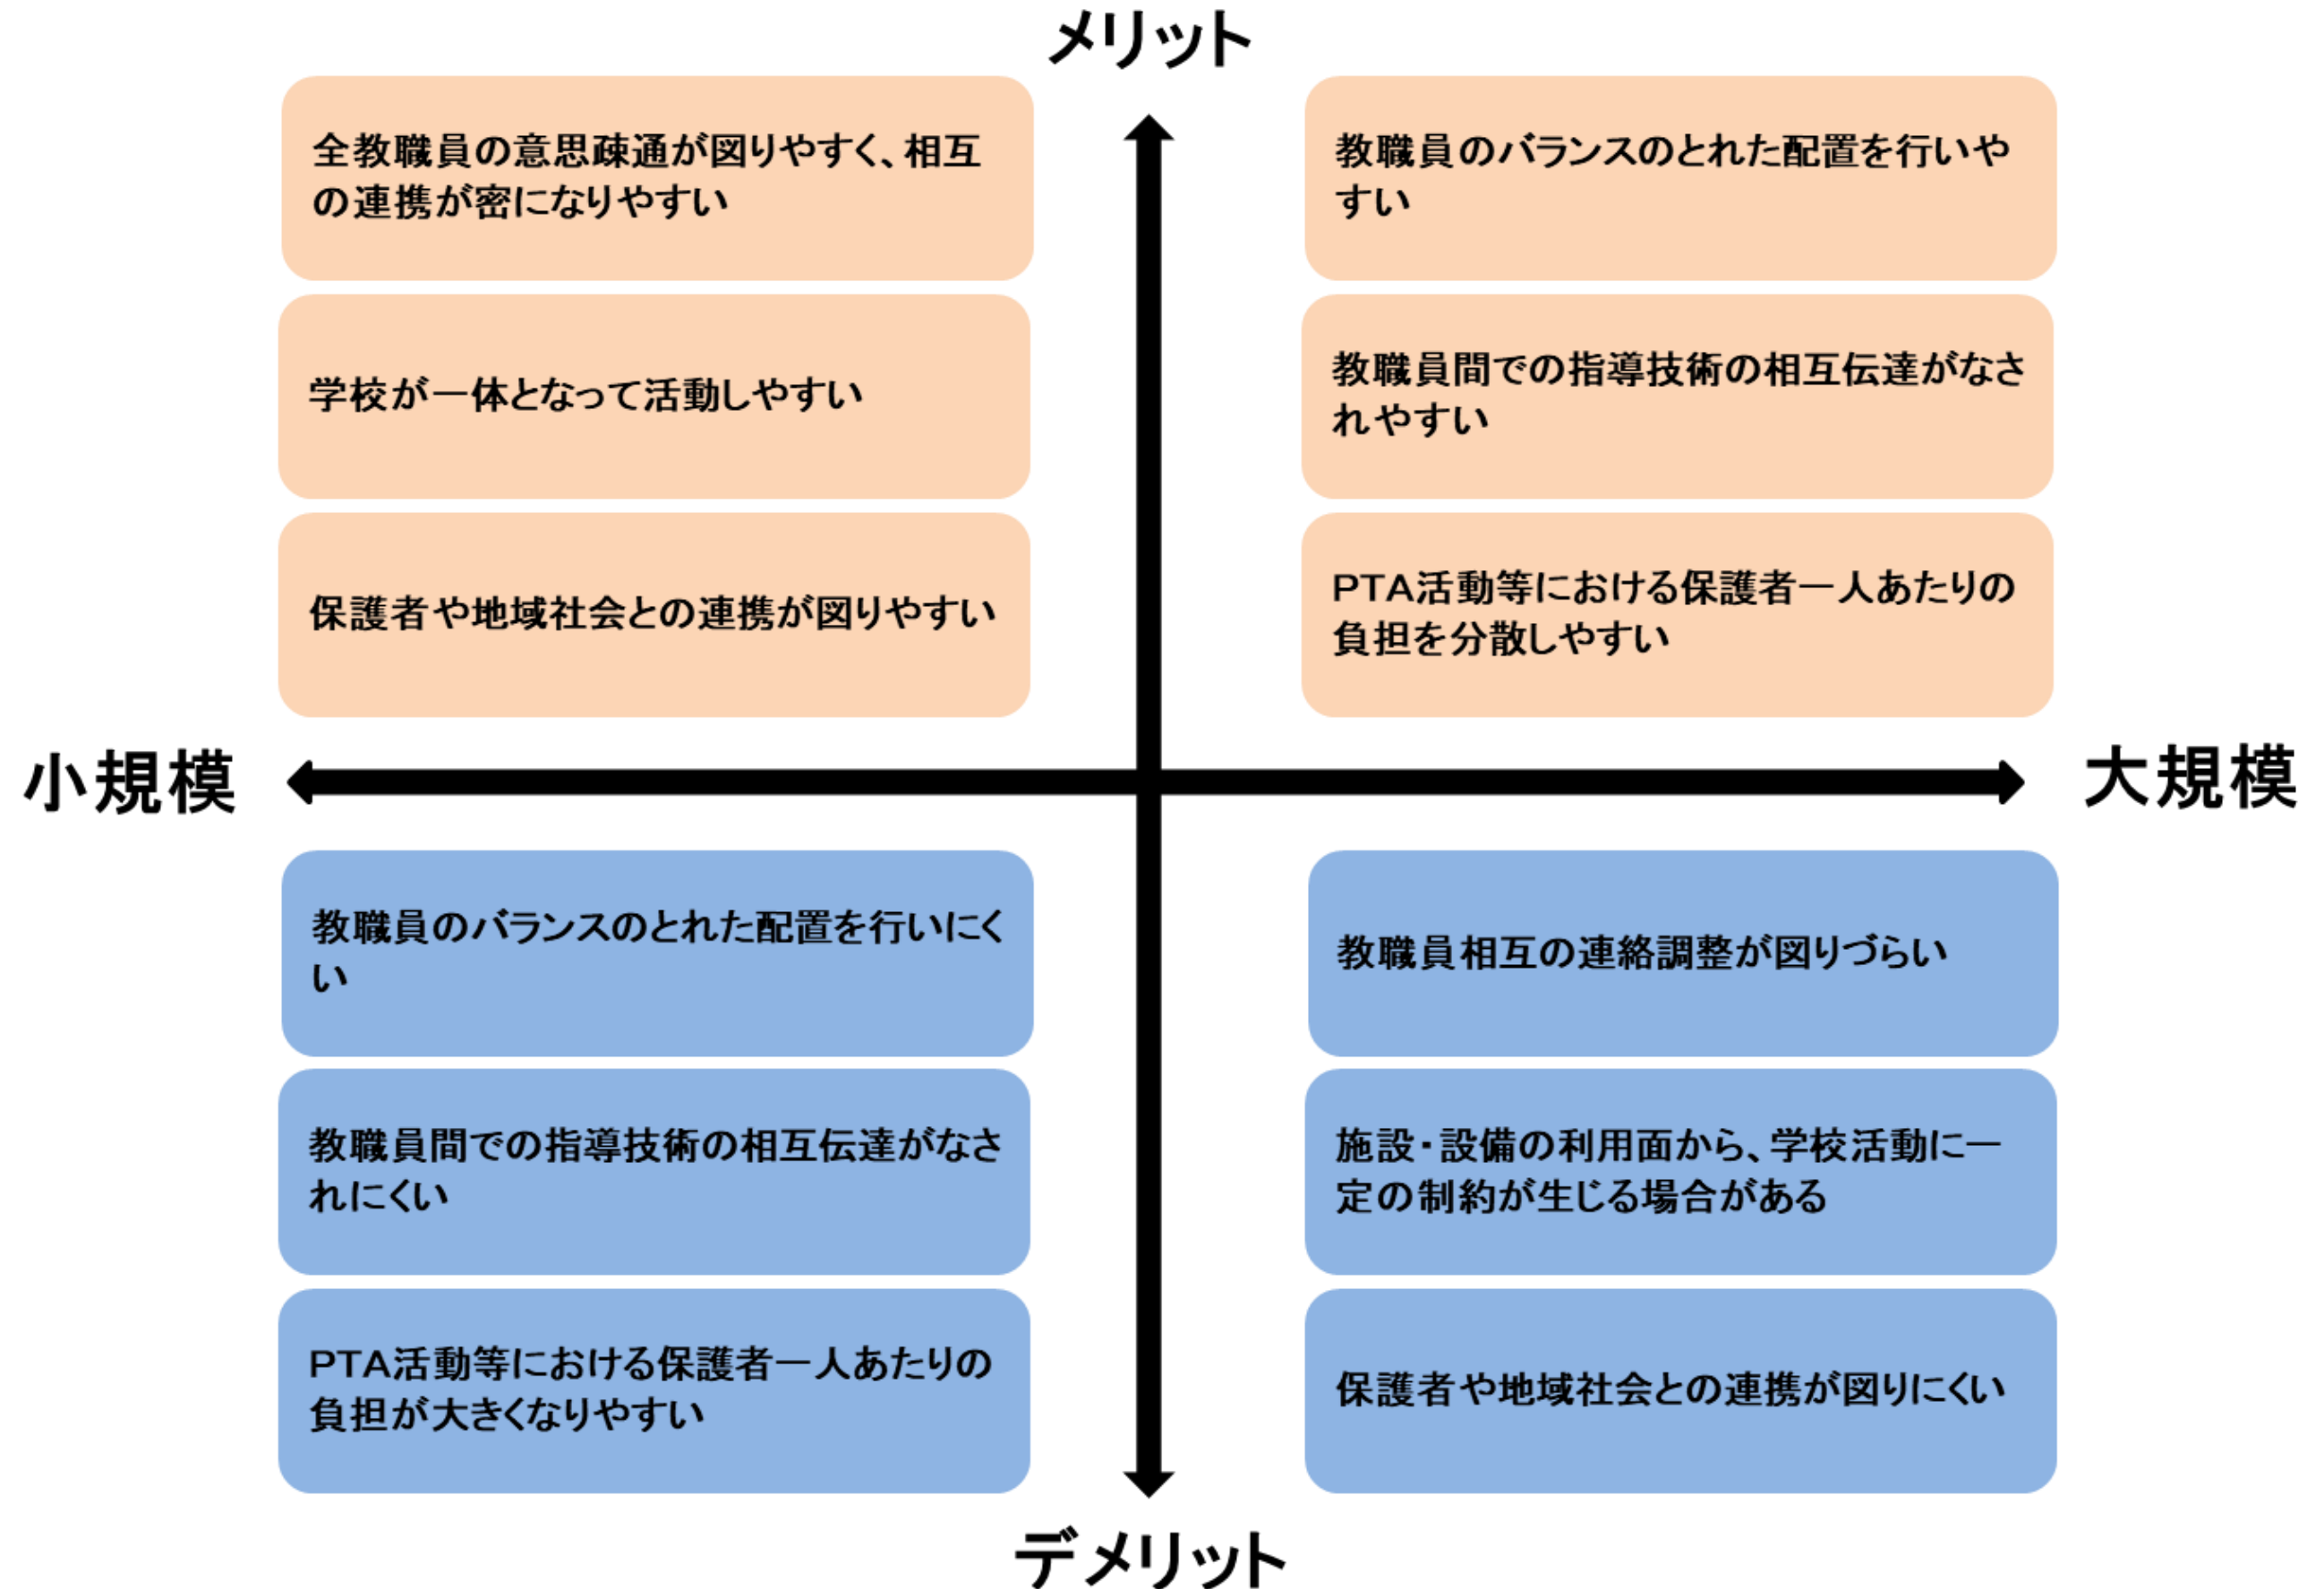 メリット
全教職員の意思疎通が図りやすく、相互
の連携が密になりやすい
学校が一体となって活動しやすい
保護者や地域社会との連携が図りやすい
教職員のバランスのとれた配置を行いや
すい
教職員間での指導技術の相互伝達がなさ
れやすい
PTA活動等における保護者一人あたりの
負担を分散しやすい
小規模
大規模
教職員のバランスのとれた配置を行いにく
い
教職員間での指導技術の相互伝達がなさ
れにくい
PTA活動等における保護者一人あたりの
負担が大きくなりやすい
教職員相互の連絡調整が図りづらい
施設・設備の利用面から、学校活動に一
定の制約が生じる場合がある
保護者や地域社会との連携が図りにくい
デメリット